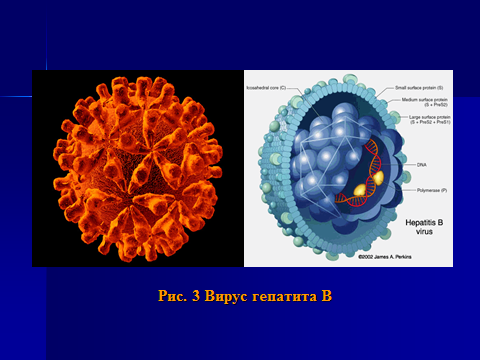 Icosahedral core (C)
Small surface protein (S)
Medium surface protein
(S + PreS2)
Large surface protein
(S + PreS2 + PreS1)
DNA
Polymerase (P)
Hepatitis B
virus
©2002 James A. Perkins
Рис. 3 Вирус гепатита В